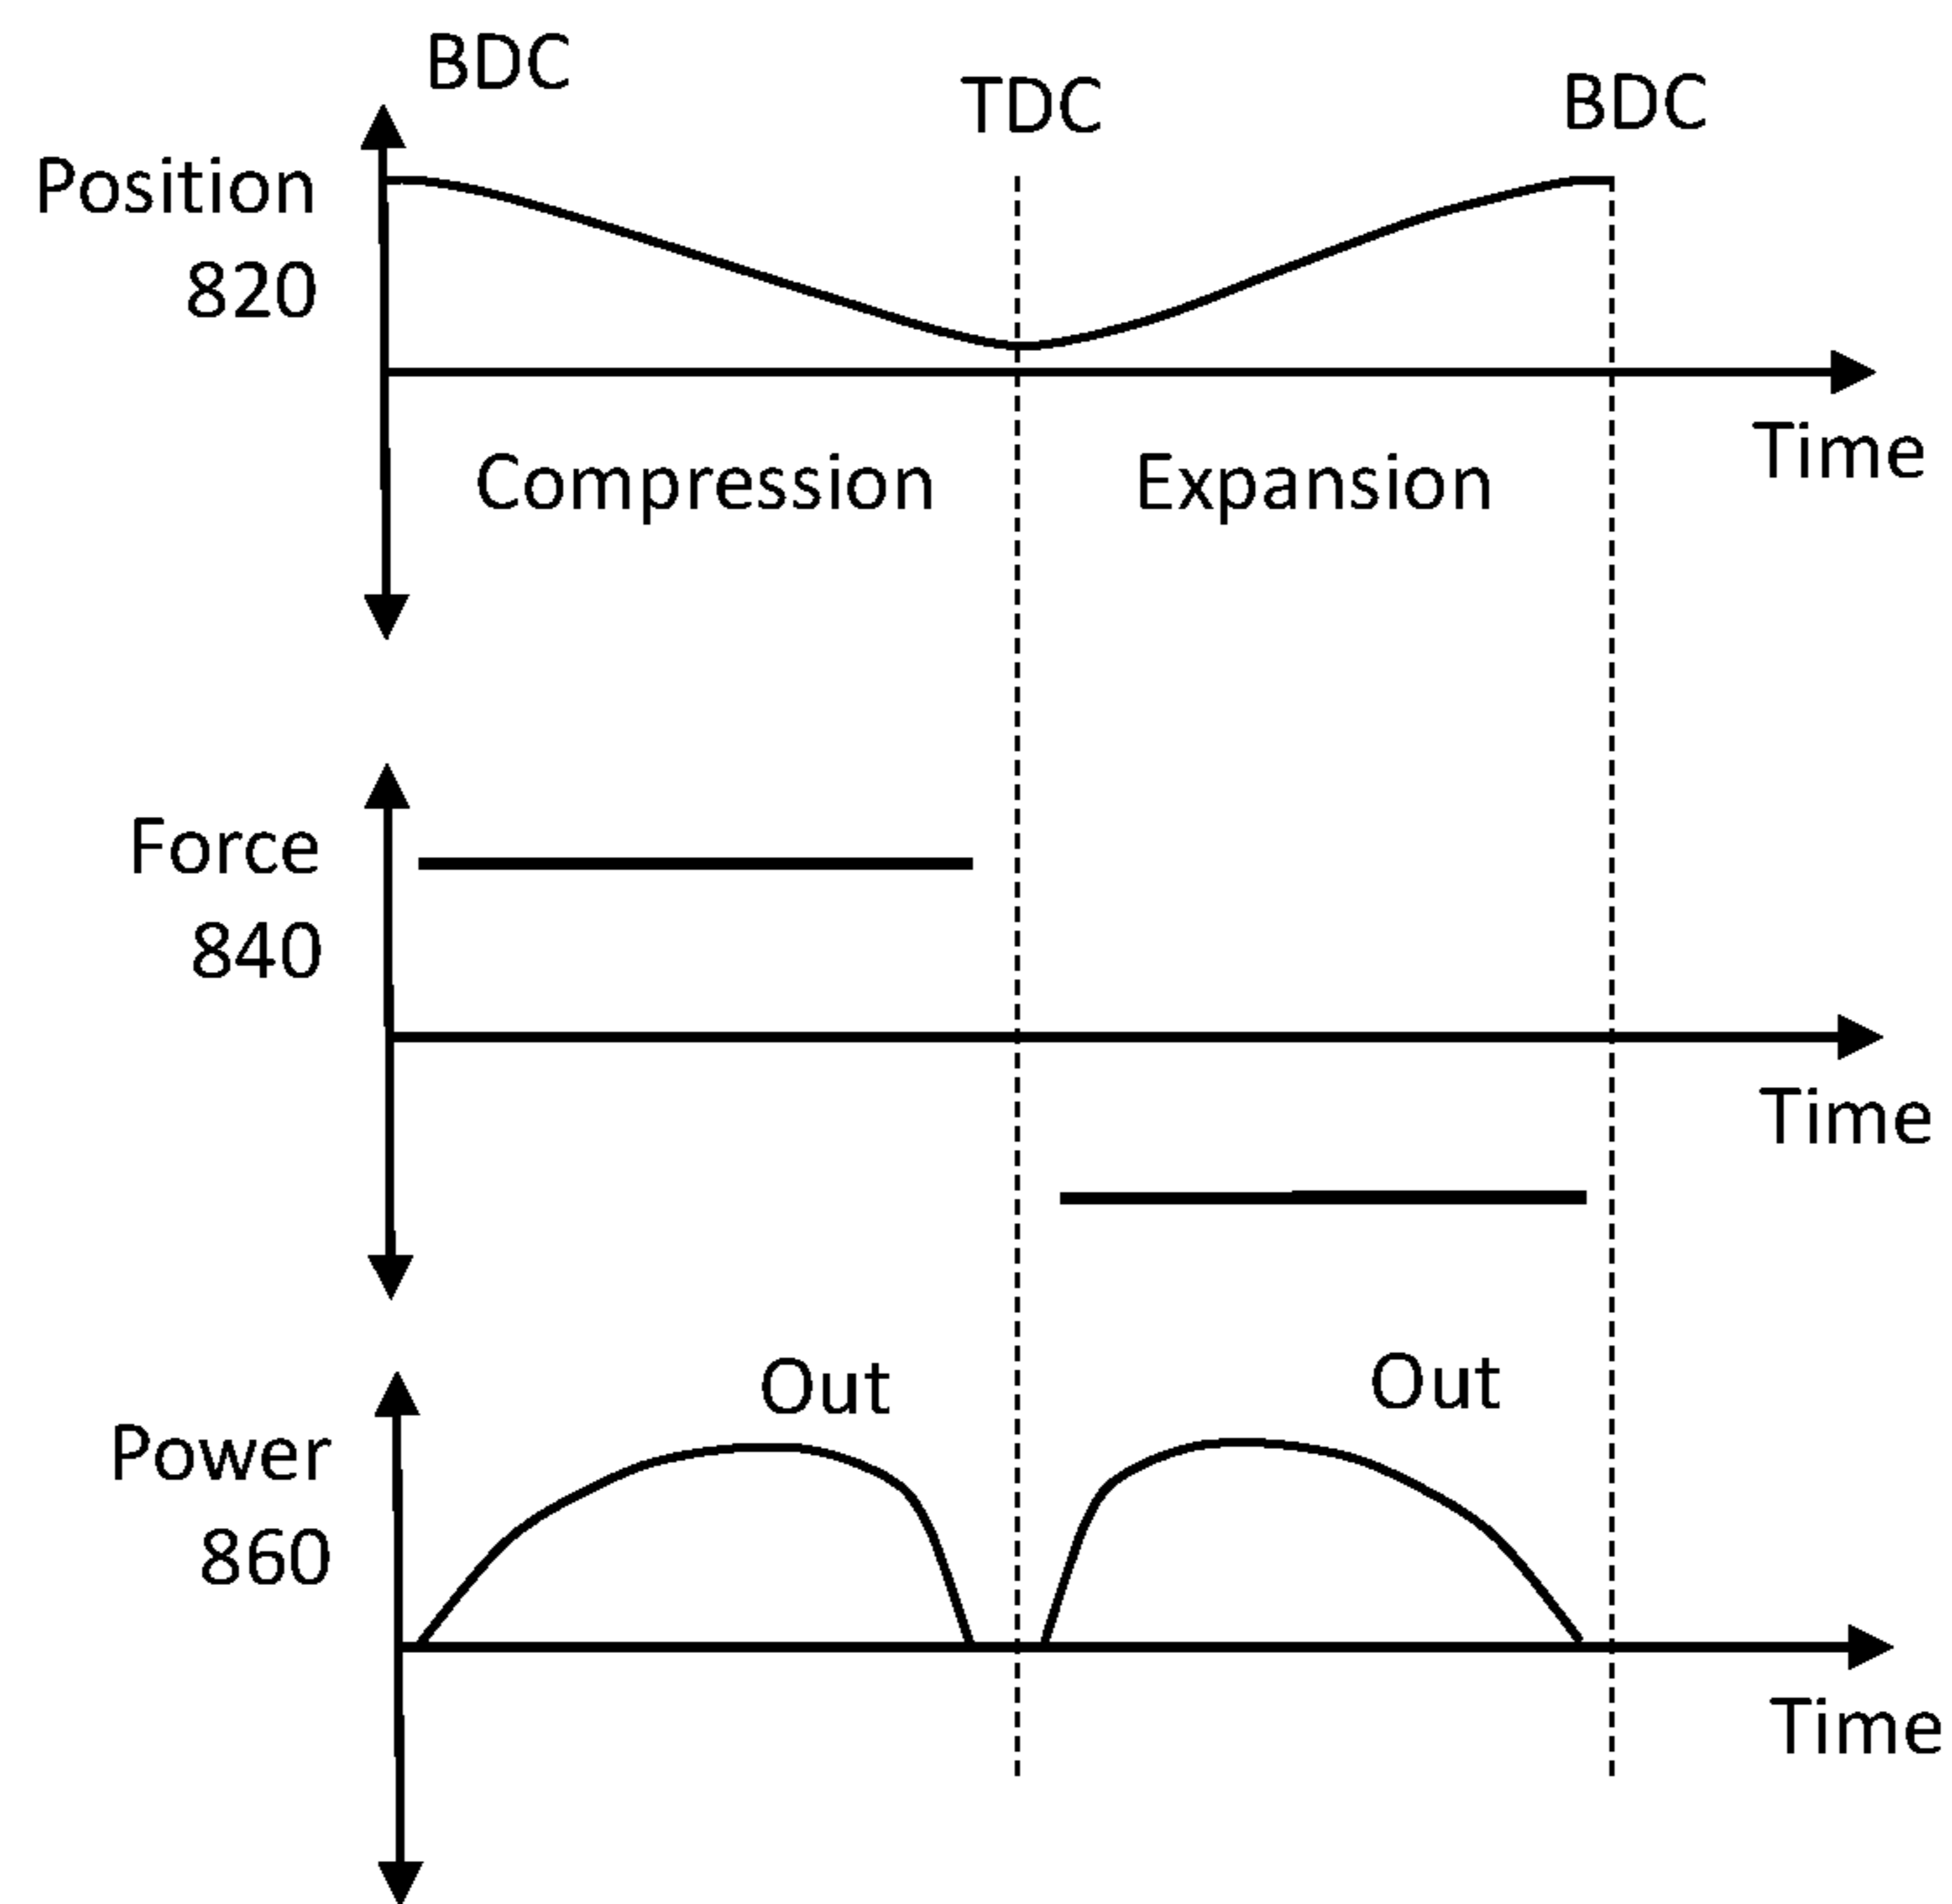 BDC
TDC
BDC
Position
820
Time
Compression
Expansion
Force
840
Time
Out
Out
Power
860
Time